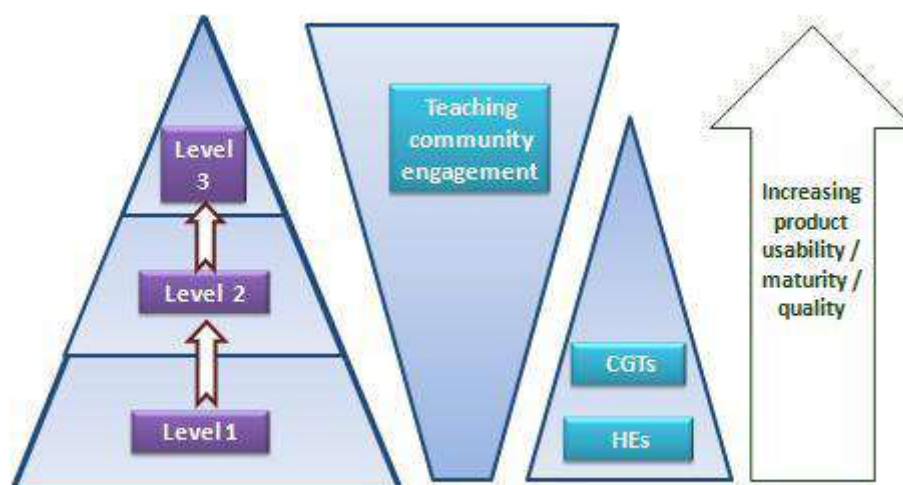 Level
3
Level 2
Level 1
Teaching
community
engagement
CGTs
HEs
Increasing
product
usability /
maturity /
quality